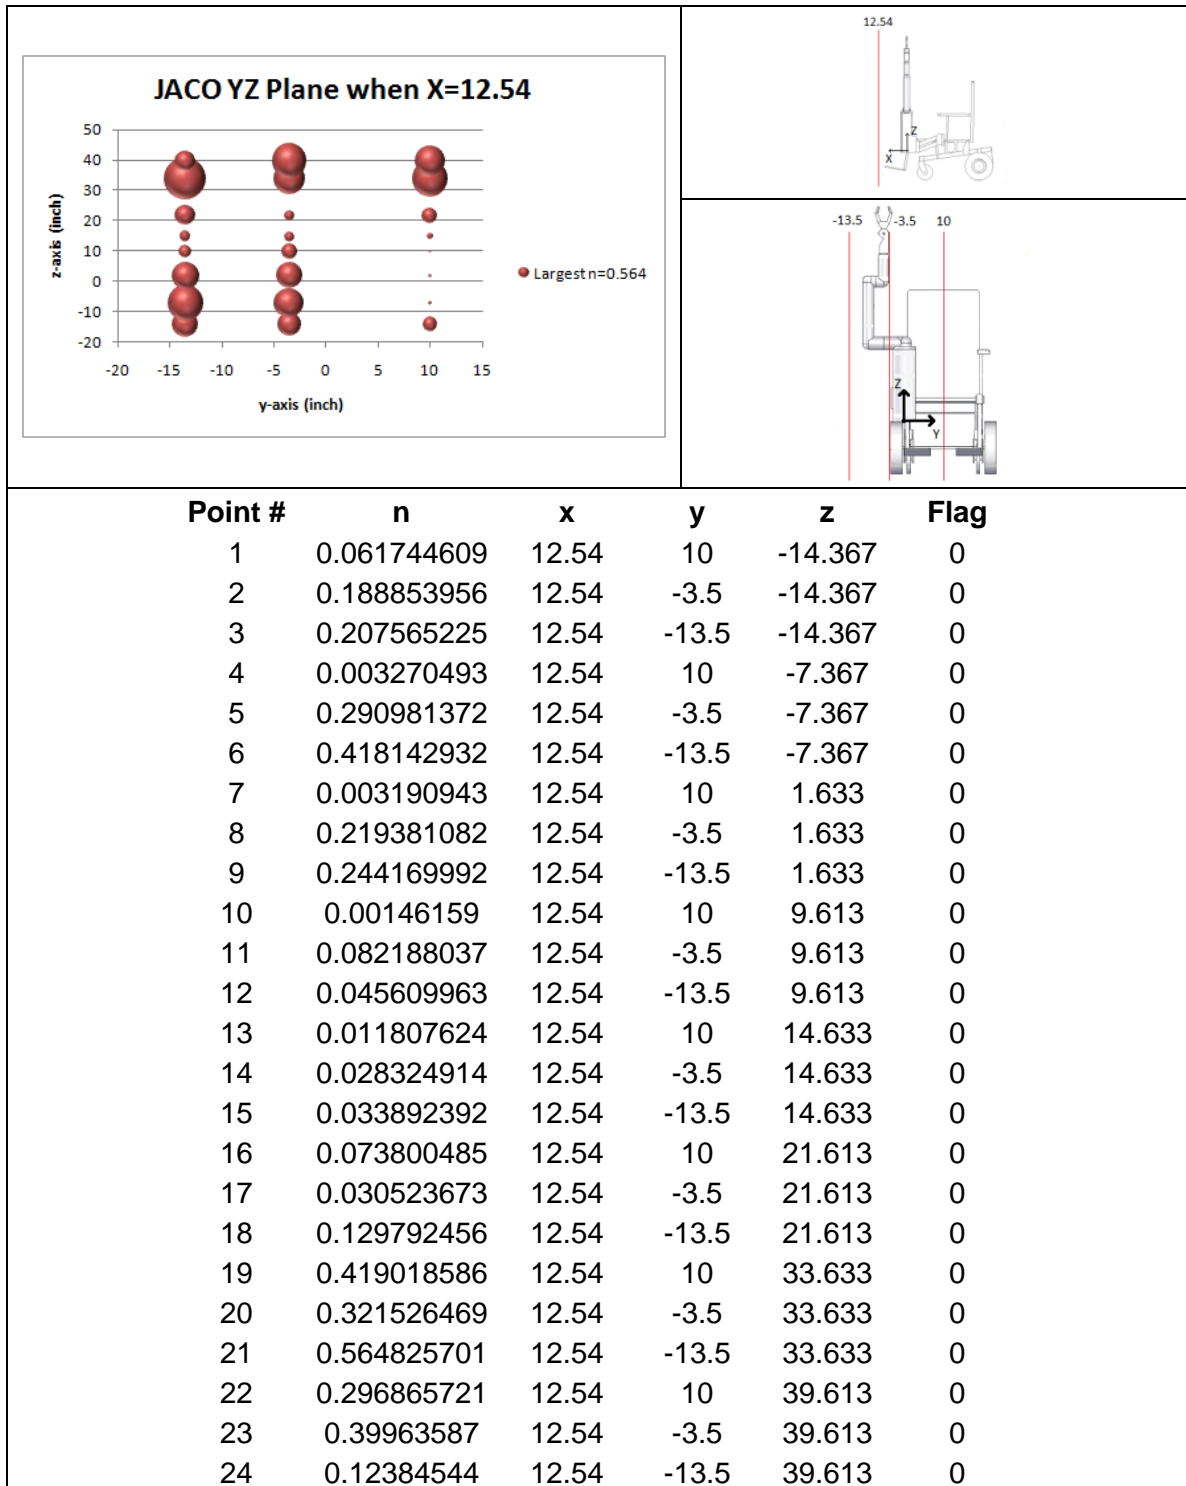 JACO YZ Plane when X=12.54
50
40
30
20
10
0
-10
-20
z-axis (inch)
-20 -15 -10 -5 0 5 10 15
y-axis (inch)
Largest n=0.564
12.54
Z
X
-13.5 -3.5 10
Z
Y
Point # n x y z Flag
1 0.061744609 12.54 10 -14.367 0
2 0.188853956 12.54 -3.5 -14.367 0
3 0.207565225 12.54 -13.5 -14.367 0
4 0.003270493 12.54 10 -7.367 0
5 0.290981372 12.54 -3.5 -7.367 0
6 0.418142932 12.54 -13.5 -7.367 0
7 0.003190943 12.54 10 1.633 0
8 0.219381082 12.54 -3.5 1.633 0
9 0.244169992 12.54 -13.5 1.633 0
10 0.00146159 12.54 10 9.613 0
11 0.082188037 12.54 -3.5 9.613 0
12 0.045609963 12.54 -13.5 9.613 0
13 0.011807624 12.54 10 14.633 0
14 0.028324914 12.54 -3.5 14.633 0
15 0.033892392 12.54 -13.5 14.633 0
16 0.073800485 12.54 10 21.613 0
17 0.030523673 12.54 -3.5 21.613 0
18 0.129792456 12.54 -13.5 21.613 0
19 0.419018586 12.54 10 33.633 0
20 0.321526469 12.54 -3.5 33.633 0
21 0.564825701 12.54 -13.5 33.633 0
22 0.296865721 12.54 10 39.613 0
23 0.39963587 12.54 -3.5 39.613 0
24 0.12384544 12.54 -13.5 39.613 0